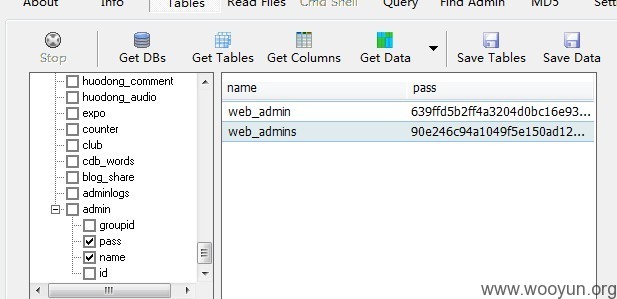 About Info Tables Read Files Cmd Shell Query Find Admin MD5
Stop Get DBs Get Tables Get Columns Get Data Save Tables Save Data
huodong_comment
huodong_audio
expo
counter
club
cdb_words
blog_share
adminlogs
admin
groupid
pass
name
id
name pass
web_admin 639ffd5b2ff4a3204d0bc16e93...
web_admins 90e246c94a1049f5e150ad12...
www.wooyun.org